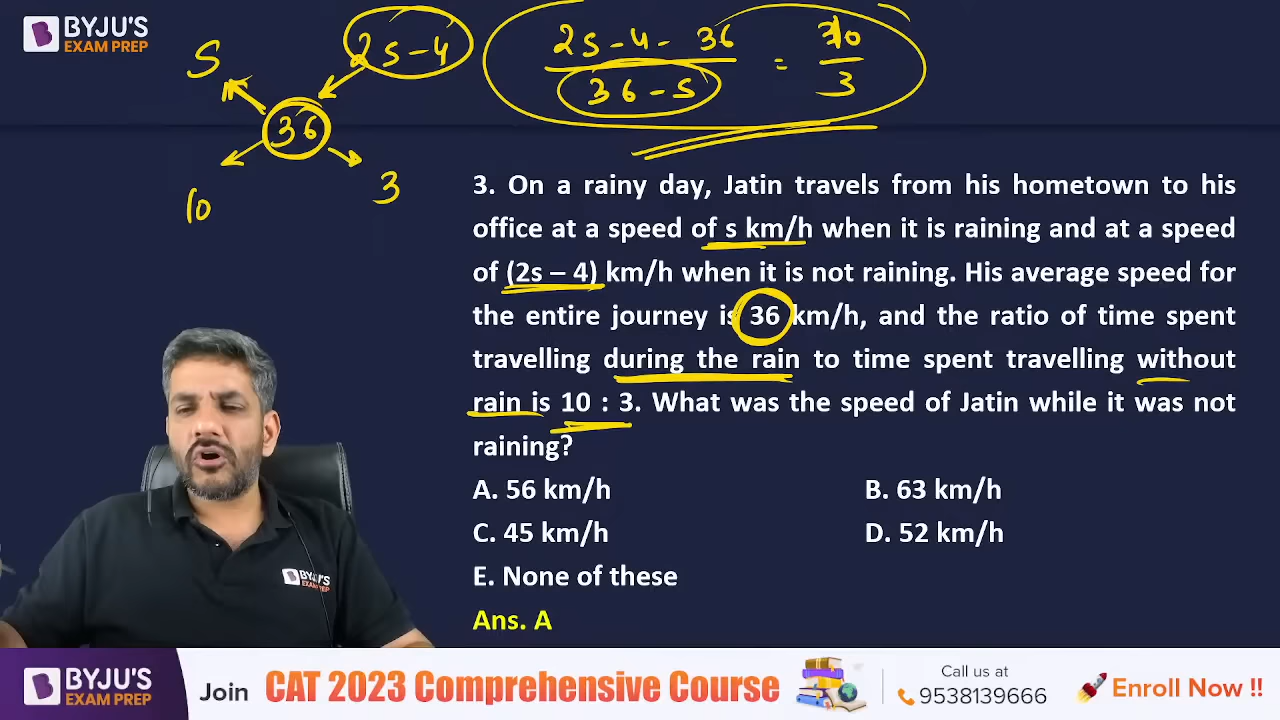 BYJU'S
EXAM PREP
S
2s-4
36
10
3
2s-4-36
36-s
=
10
3
3. On a rainy day, Jatin travels from his hometown to his
office at a speed of s km/h when it is raining and at a speed
of (2s – 4) km/h when it is not raining. His average speed for
the entire journey is 36 km/h, and the ratio of time spent
travelling during the rain to time spent travelling without
rain is 10 : 3. What was the speed of Jatin while it was not
raining?
A. 56 km/h B. 63 km/h
C. 45 km/h D. 52 km/h
E. None of these
Ans. A
BYJU'S
EXAM PREP
BYJU'S
EXAM PREP
Join CAT 2023 Comprehensive Course
Call us at
9538139666
Enroll Now !!